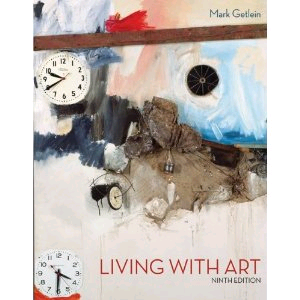 Mark Getlein
LIVING WITH ART
NINTH EDITION